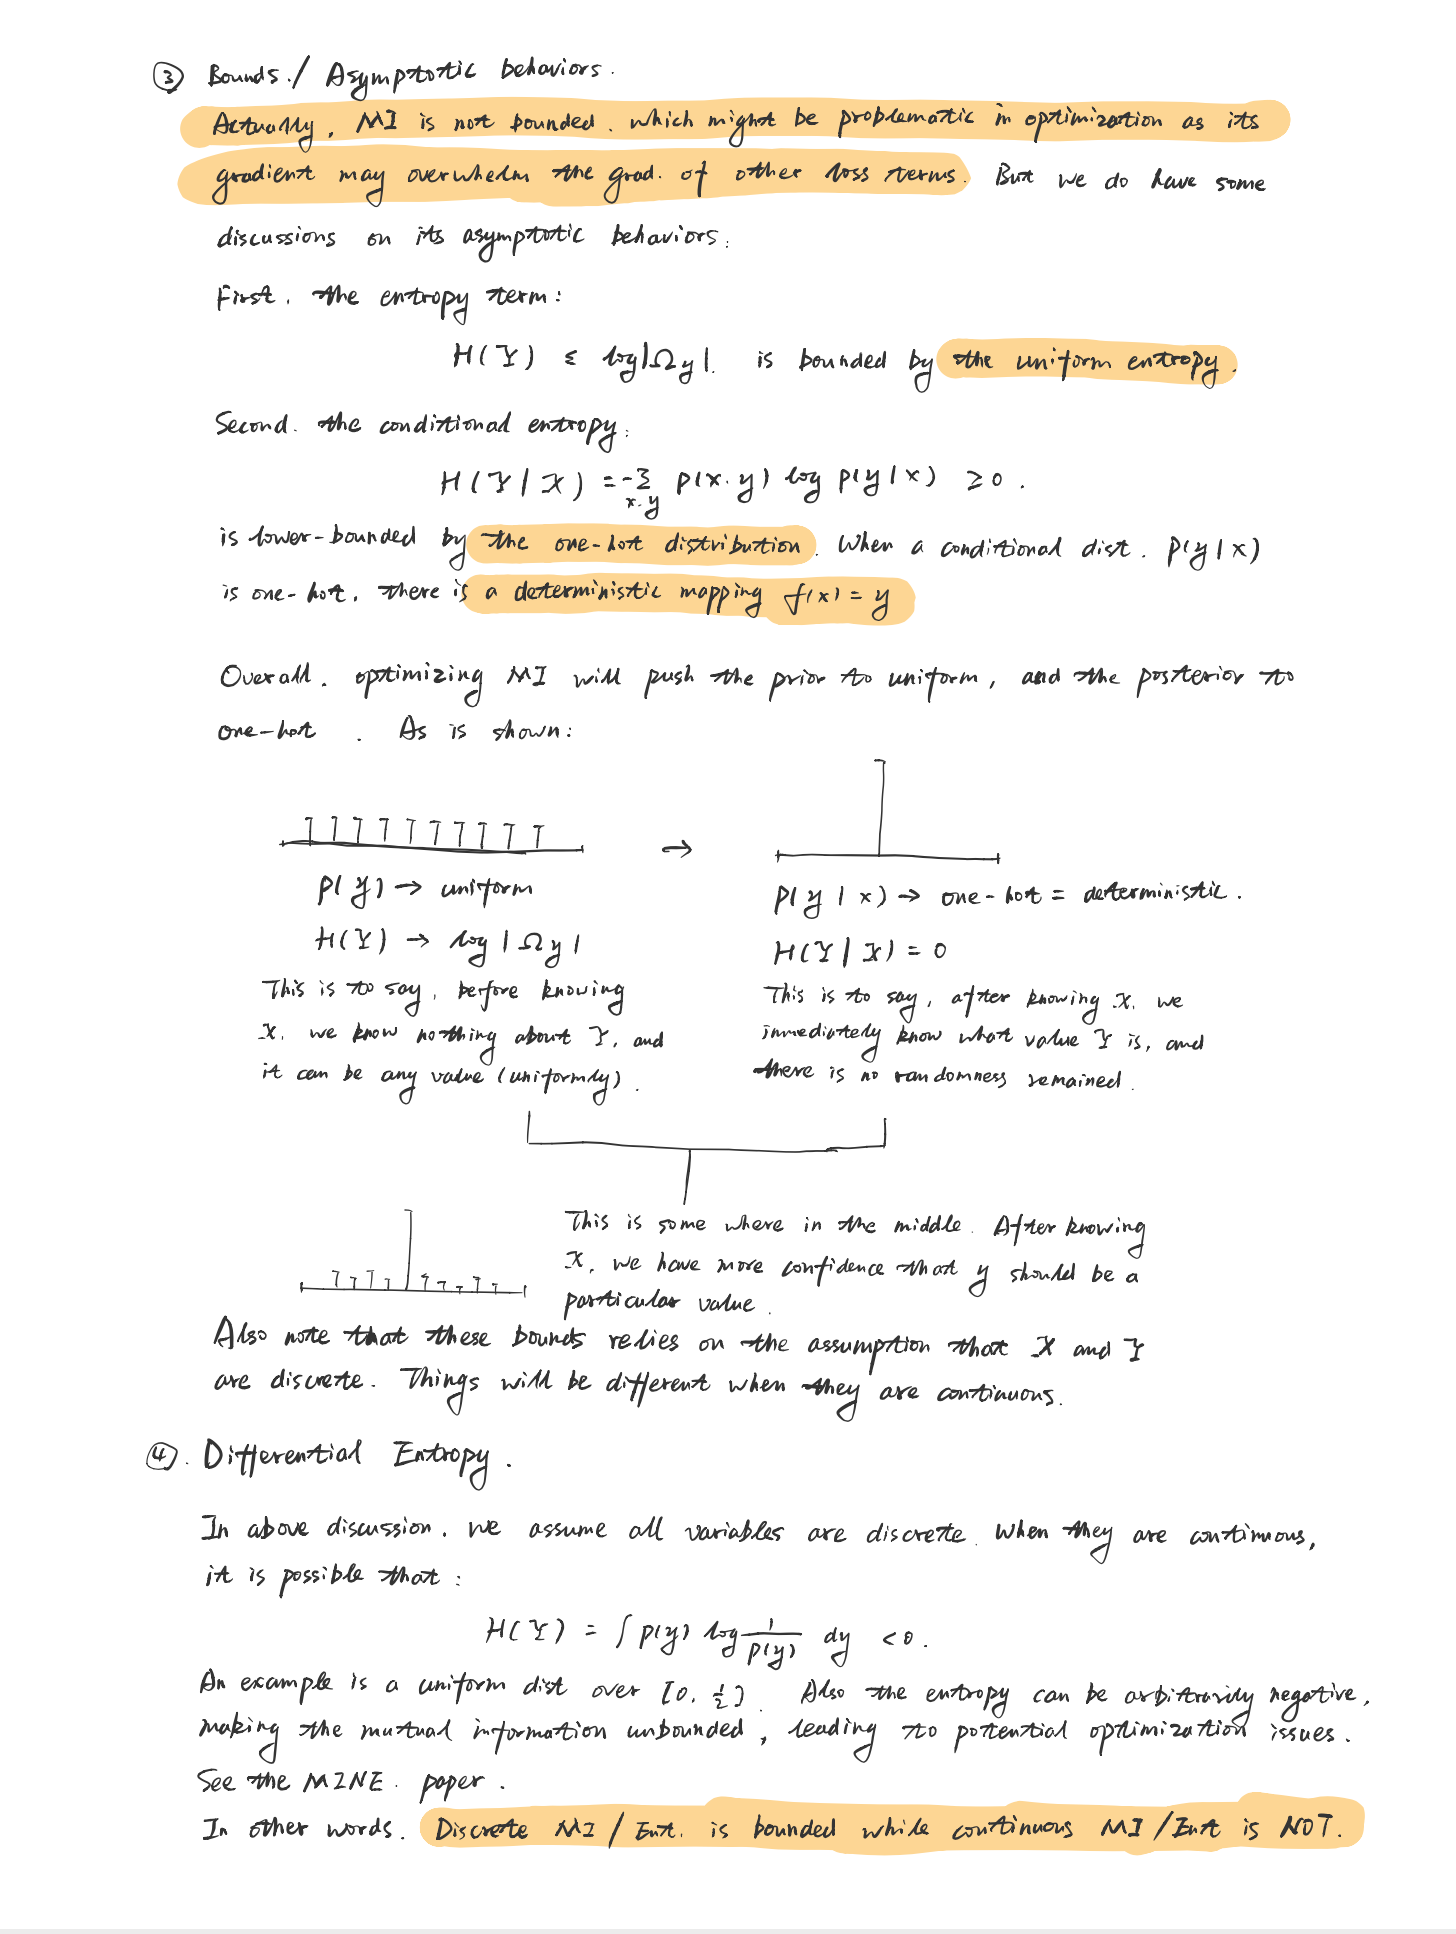 ③ Bounds. / Asymptotic behaviors.
Actually, MI is not bounded. which might be problematic in optimization as its
gradient may overwhelm the grad. of other loss terms. But we do have some
discussions on its asymptotic behaviors.
First. the entropy term:
H(Y) ≤ log|Ωy|. is bounded by the uniform entropy.
Second. the conditional entropy:
H(Y|X) = -Σ p(x.y) log p(y|x) ≥ 0.
x.y
is lower-bounded by the one-hot distribution. When a conditional dist. p(y|x)
is one-hot, there is a deterministic mapping f(x) = y
Overall. optimizing MI will push the prior to uniform, and the posterior to
one-hot . As is shown:
→
p(y) → uniform
p(y|x) → one-hot = deterministic.
H(Y) → log|Ωy|
H(Y|X) = 0
This is to say, before knowing
X. we know nothing about Y, and
it can be any value (uniformly).
This is to say, after knowing X. we
immediately know what value Y is, and
there is no randomness remained.
This is some where in the middle. After knowing
X, we have more confidence that y should be a
particular value.
Also note that these bounds relies on the assumption that X and Y
are discrete. Things will be different when they are continuous.
④. Differential Entropy.
In above discussion. we assume all variables are discrete. When they are continuous,
it is possible that:
H(Y) = ∫ p(y) log 1/p(y) dy < 0.
An example is a uniform dist over [0, 1/2]. Also the entropy can be arbitrarily negative,
making the mutual information unbounded, leading to potential optimization issues.
See the MINE. paper.
In other words. Discrete MI / Ent. is bounded while continuous MI / Ent is NOT.